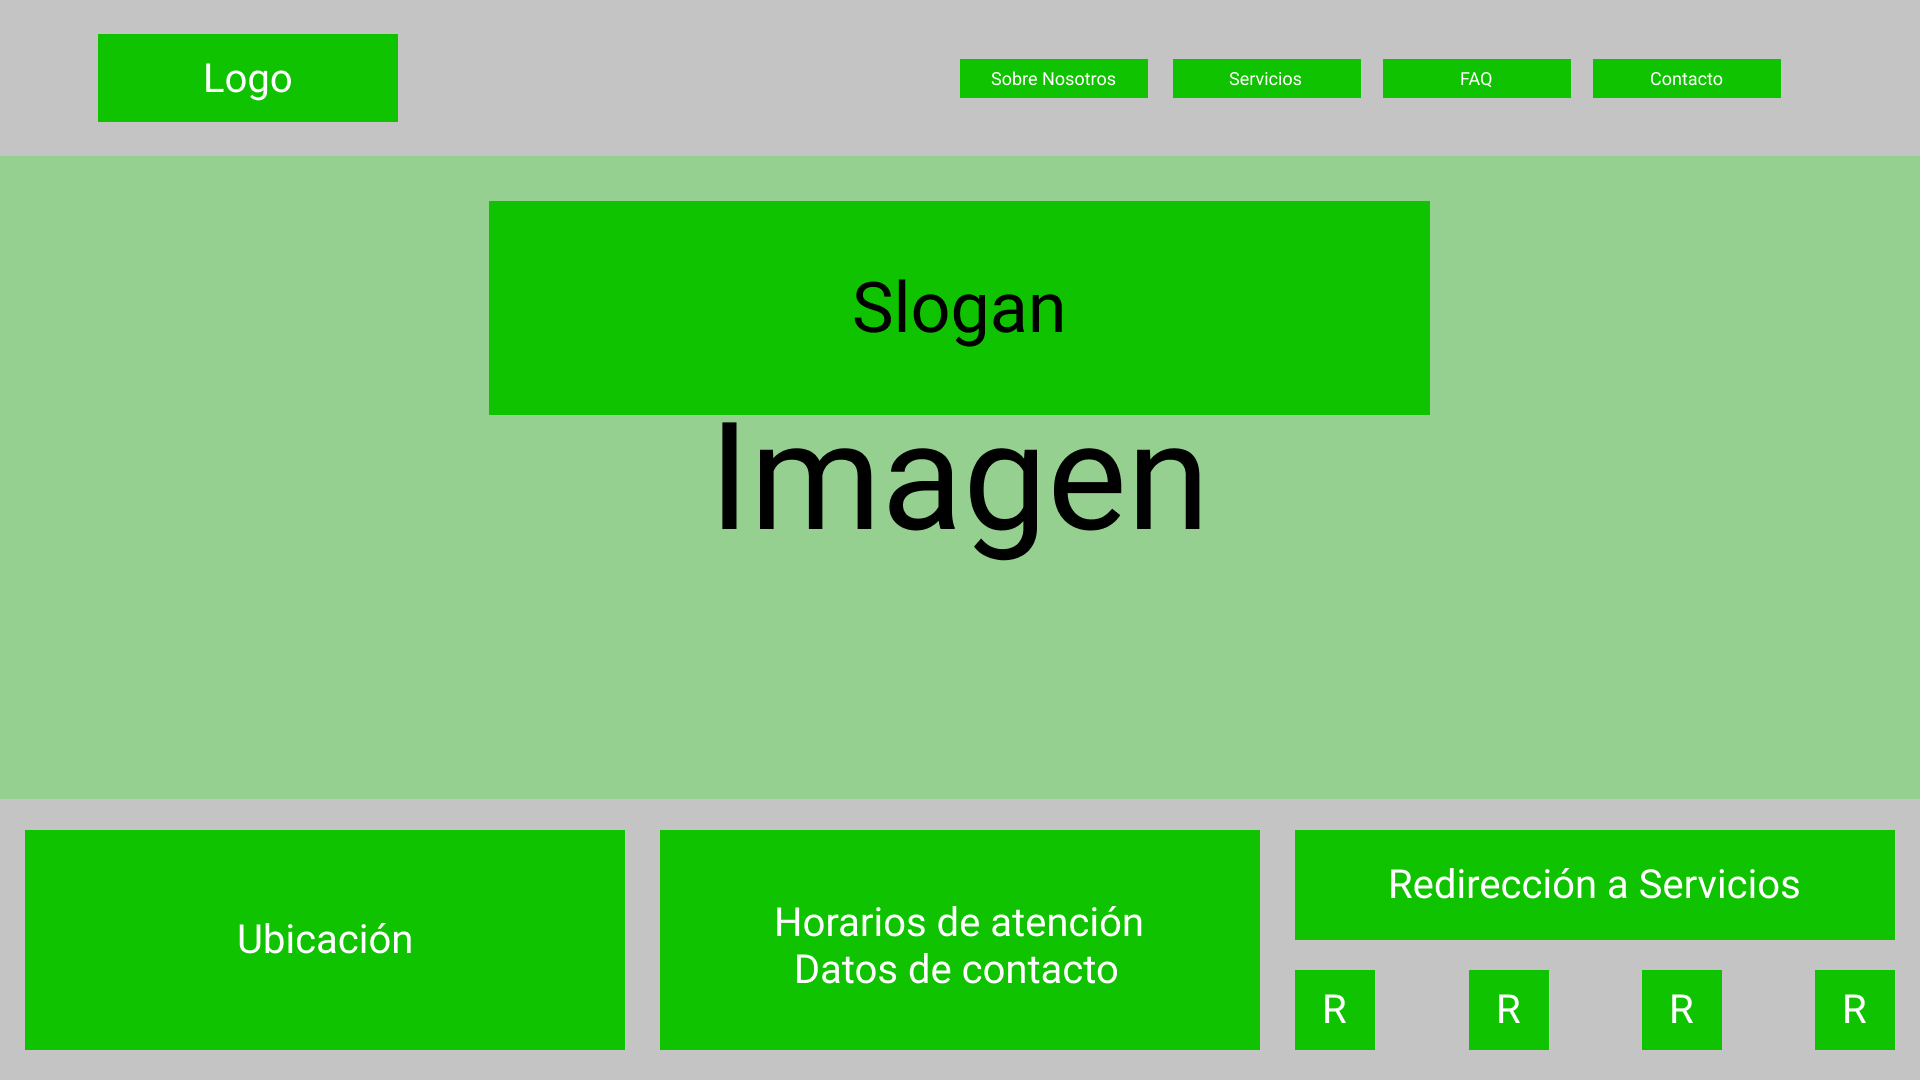 Logo
Sobre Nosotros
Servicios
FAQ
Contacto
Slogan
Imagen
Ubicación
Horarios de atención
Datos de contacto
Redirección a Servicios
R
R
R
R